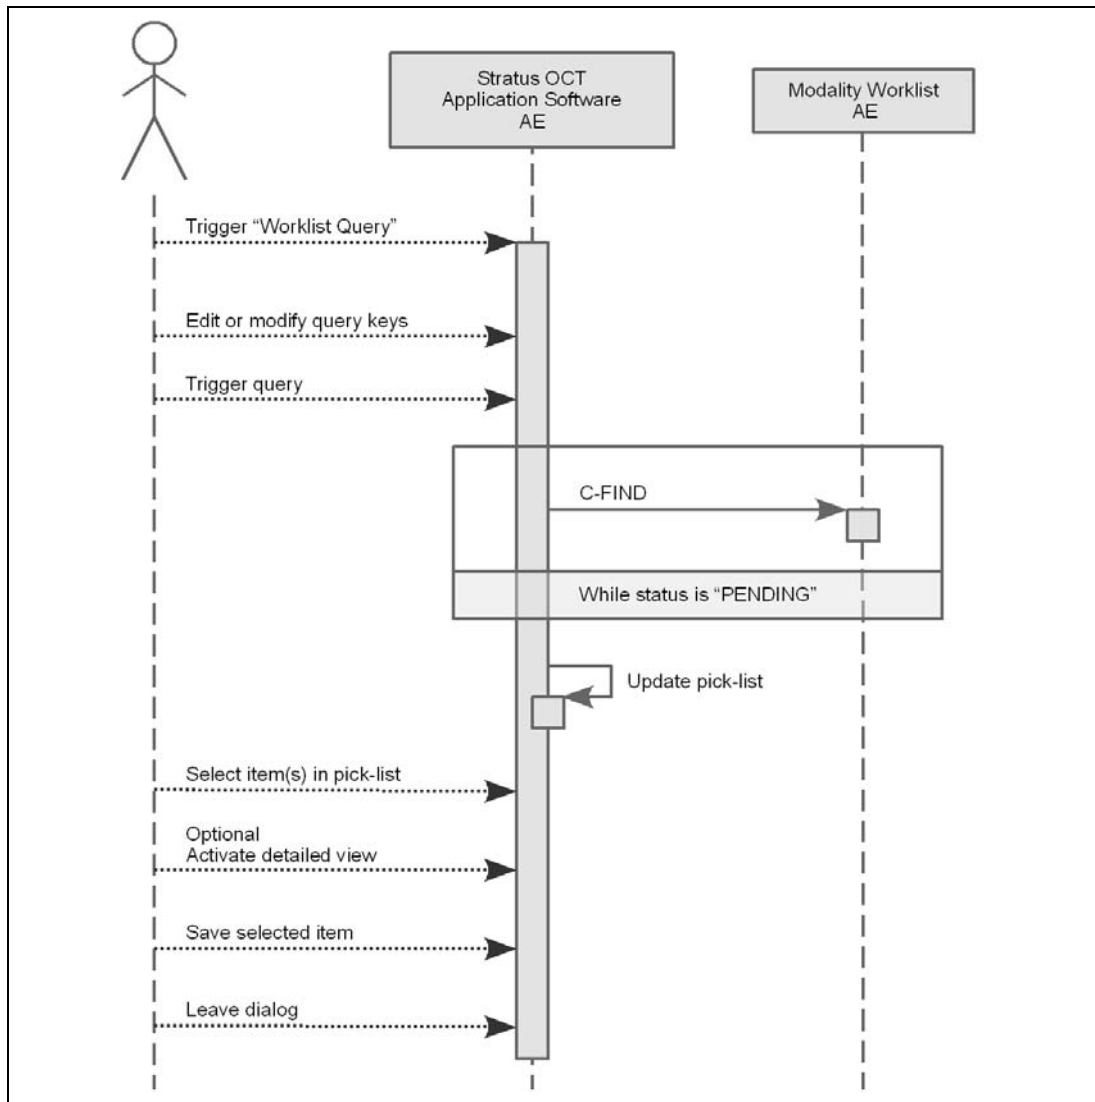 Stratus OCT
Application Software
AE
Modality Worklist
AE
Trigger “Worklist Query”
Edit or modify query keys
Trigger query
C-FIND
While status is “PENDING”
Update pick-list
Select item(s) in pick-list
Optional
Activate detailed view
Save selected item
Leave dialog